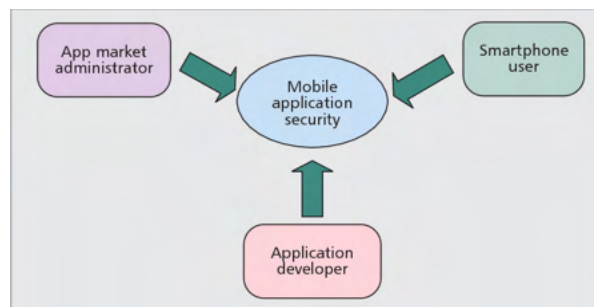 App market
administrator
Smartphone
user
Mobile
application
security
Application
developer